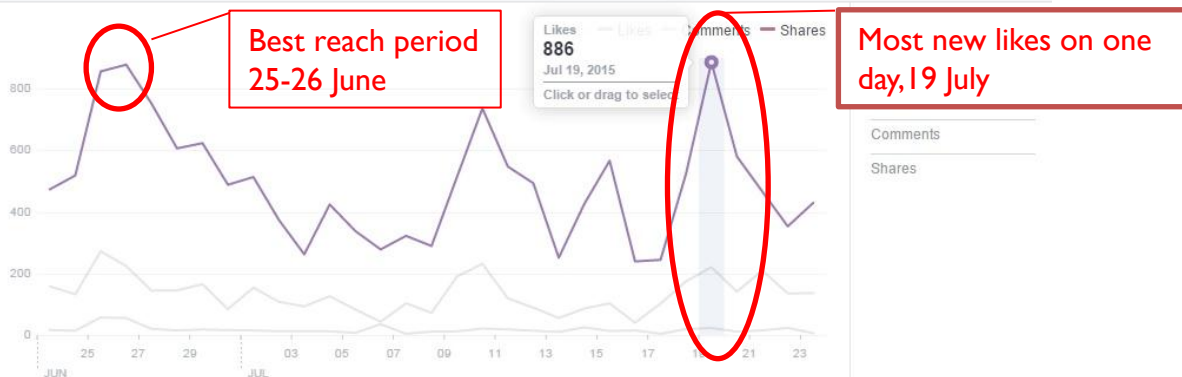 Best reach period
25-26 June
Likes
886
Jul 19, 2015
Click or drag to select
Likes
Comments
Shares
Most new likes on one
day,19 July
Comments
Shares
800
600
400
200
0
25 27 29 03 05 07 09 11 13 15 17 21 23
JUN JUL